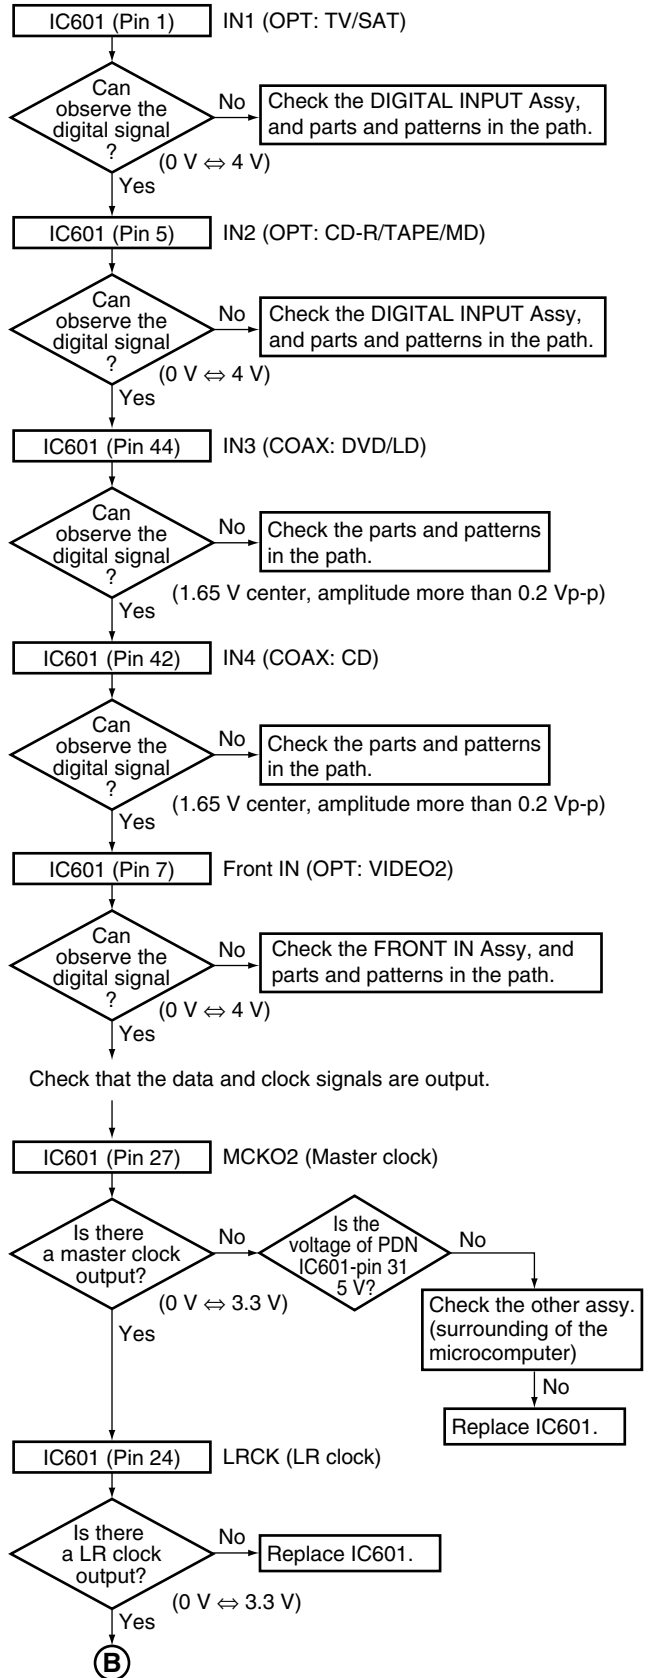 IC601 (Pin 1) IN1 (OPT: TV/SAT)
Can
observe the
digital signal
?
No
Check the DIGITAL INPUT Assy,
and parts and patterns in the path.
(0 V ⇔ 4 V)
Yes
IC601 (Pin 5) IN2 (OPT: CD-R/TAPE/MD)
Can
observe the
digital signal
?
No
Check the DIGITAL INPUT Assy,
and parts and patterns in the path.
(0 V ⇔ 4 V)
Yes
IC601 (Pin 44) IN3 (COAX: DVD/LD)
Can
observe the
digital signal
?
No
Check the parts and patterns
in the path.
(1.65 V center, amplitude more than 0.2 Vp-p)
Yes
IC601 (Pin 42) IN4 (COAX: CD)
Can
observe the
digital signal
?
No
Check the parts and patterns
in the path.
(1.65 V center, amplitude more than 0.2 Vp-p)
Yes
IC601 (Pin 7) Front IN (OPT: VIDEO2)
Can
observe the
digital signal
?
No
Check the FRONT IN Assy, and
parts and patterns in the path.
(0 V ⇔ 4 V)
Yes
Check that the data and clock signals are output.
IC601 (Pin 27) MCKO2 (Master clock)
Is there
a master clock
output?
No
Is the
voltage of PDN
IC601-pin 31
5 V?
No
(0 V ⇔ 3.3 V)
Yes
Check the other assy.
(surrounding of the
microcomputer)
No
Replace IC601.
IC601 (Pin 24) LRCK (LR clock)
Is there
a LR clock
output?
No
Replace IC601.
(0 V ⇔ 3.3 V)
Yes
B